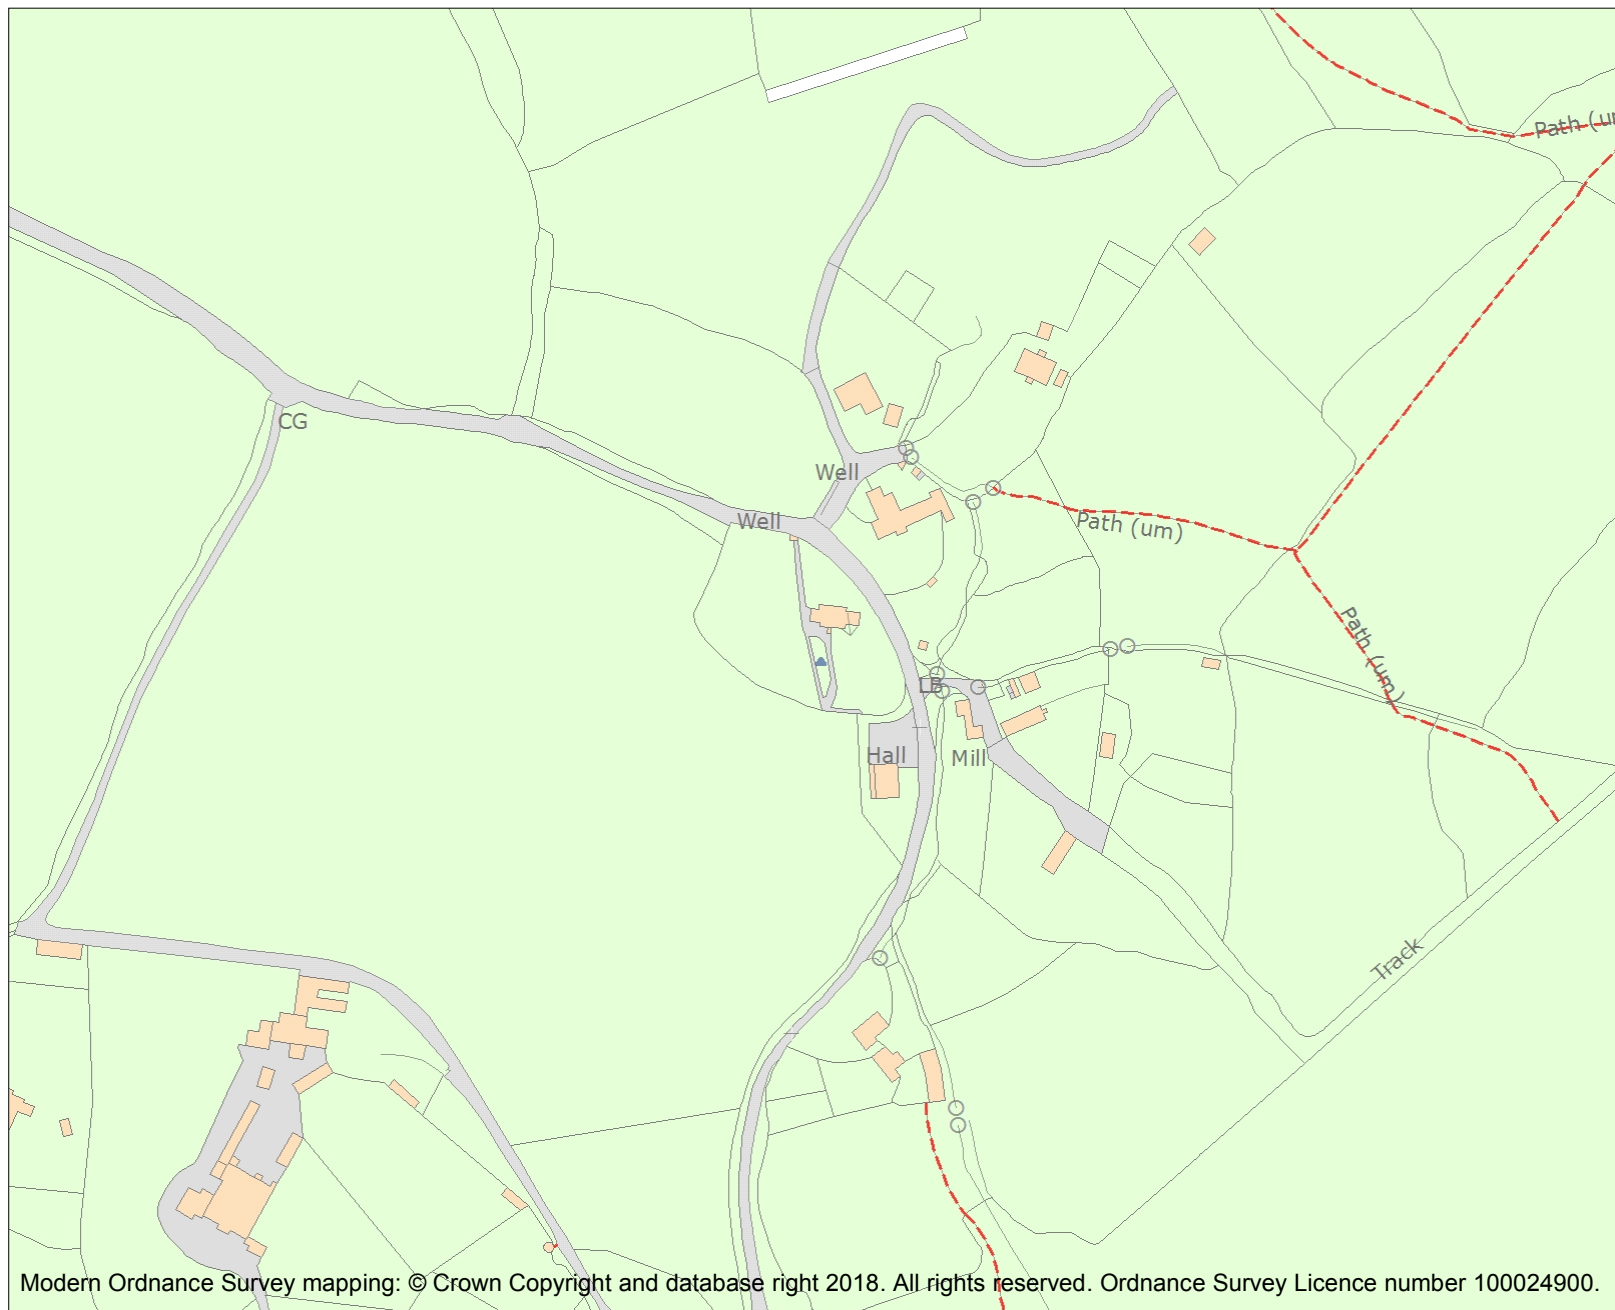 Path (u
CG
Well
Well
Path (um)
Path (um)
LB
Hall
Mill
Track
Modern Ordnance Survey mapping: © Crown Copyright and database right 2018. All rights reserved. Ordnance Survey Licence number 100024900.